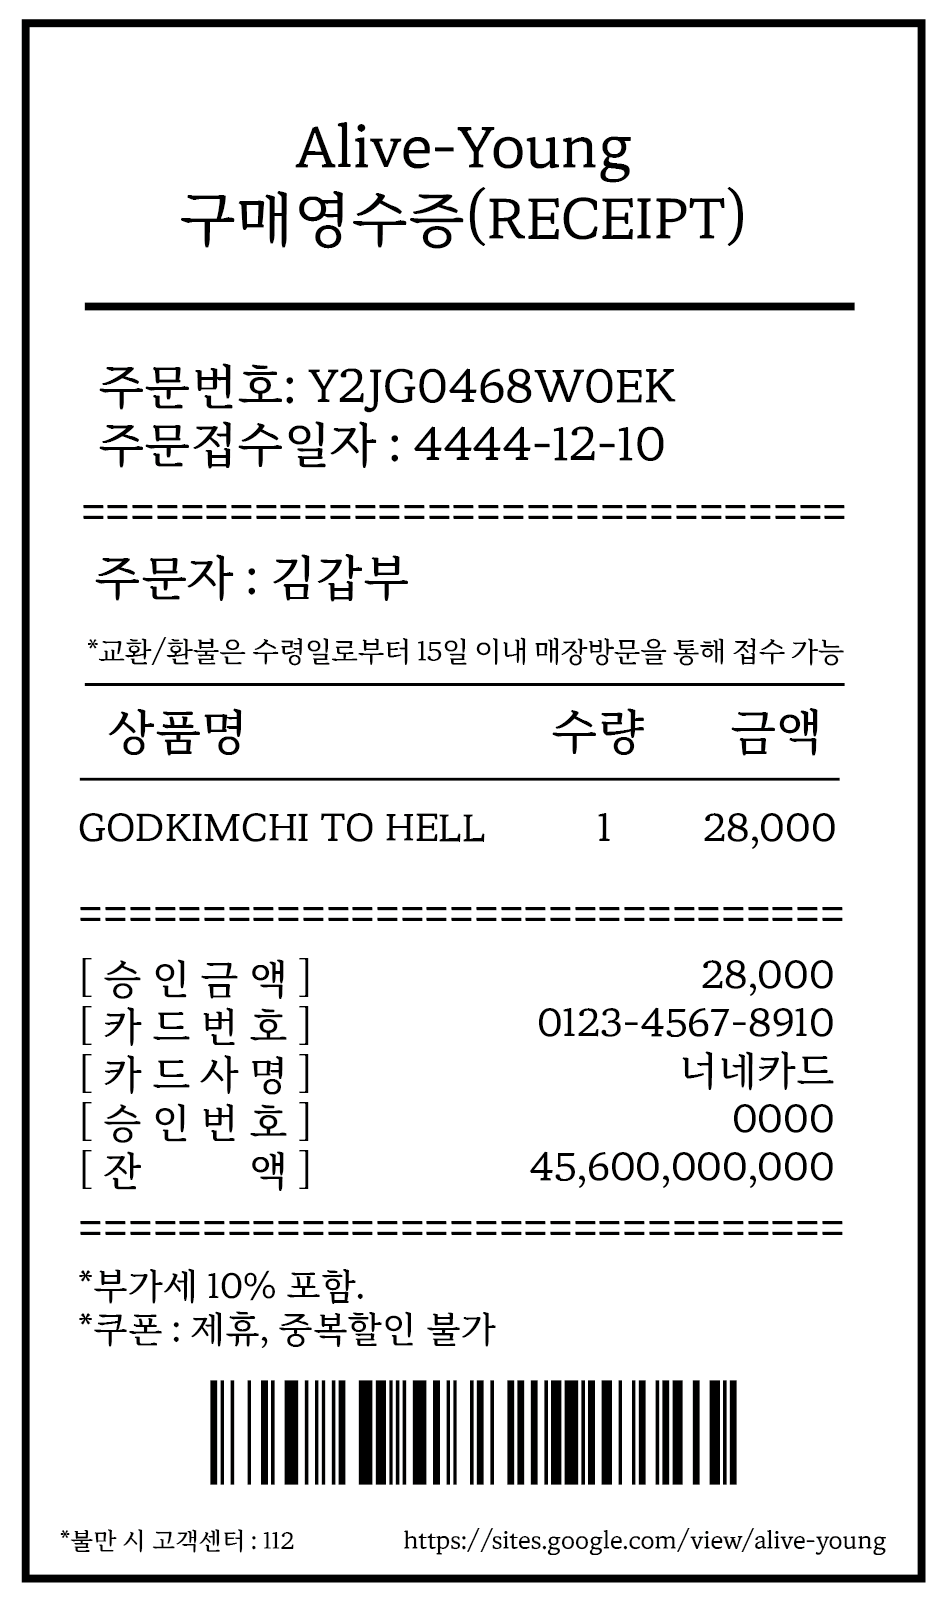 Alive-Young
구매영수증(RECEIPT)
주문번호: Y2JG0468W0EK
주문접수일자 : 4444-12-10
===============================
주문자 : 김갑부
*교환/환불은 수령일로부터 15일 이내 매장방문을 통해 접수 가능
상품명 수량 금액
GODKIMCHI TO HELL 1 28,000
===============================
[ 승 인 금 액 ] 28,000
[ 카 드 번 호 ] 0123-4567-8910
[ 카 드 사 명 ] 너네카드
[ 승 인 번 호 ] 0000
[ 잔 액 ] 45,600,000,000
===============================
*부가세 10% 포함.
*쿠폰 : 제휴, 중복할인 불가
*불만 시 고객센터 : 112 https://sites.google.com/view/alive-young